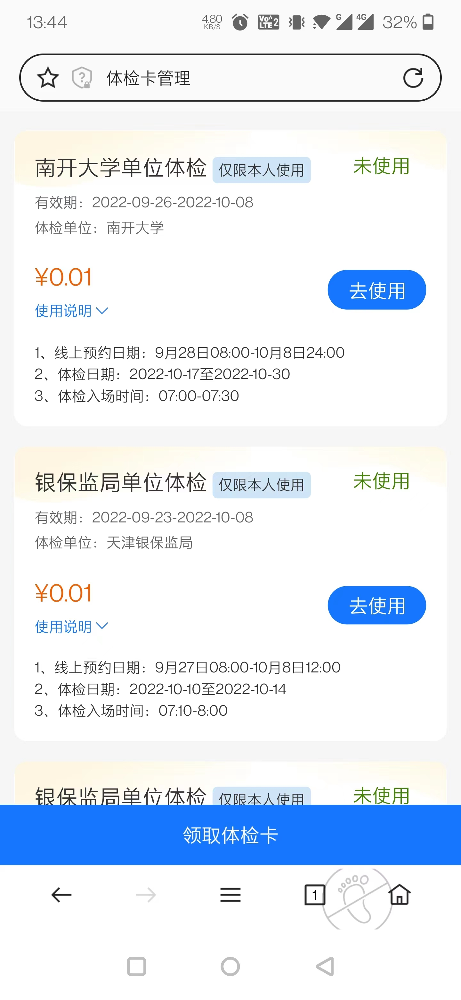 13:44
4.80
KB/S
VoLTE 2
G
4G
32%
体检卡管理
南开大学单位体检 仅限本人使用 未使用
有效期：2022-09-26-2022-10-08
体检单位：南开大学
¥0.01
去使用
使用说明
1、线上预约日期：9月28日08:00-10月8日24:00
2、体检日期：2022-10-17至2022-10-30
3、体检入场时间：07:00-07:30
银保监局单位体检 仅限本人使用 未使用
有效期：2022-09-23-2022-10-08
体检单位：天津银保监局
¥0.01
去使用
使用说明
1、线上预约日期：9月27日08:00-10月8日12:00
2、体检日期：2022-10-10至2022-10-14
3、体检入场时间：07:10-8:00
银保监局单位体检 仅限本人使用 未使用
领取体检卡
1